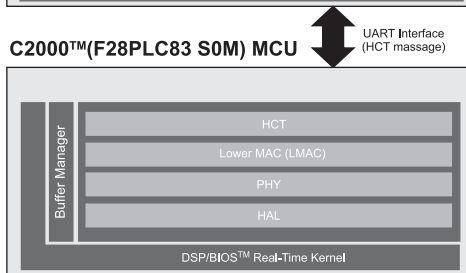 UART Interface
(HCT massage)
C2000™(F28PLC83 S0M) MCU
Buffer Manager
HCT
Lower MAC (LMAC)
PHY
HAL
DSP/BIOS™ Real-Time Kernel